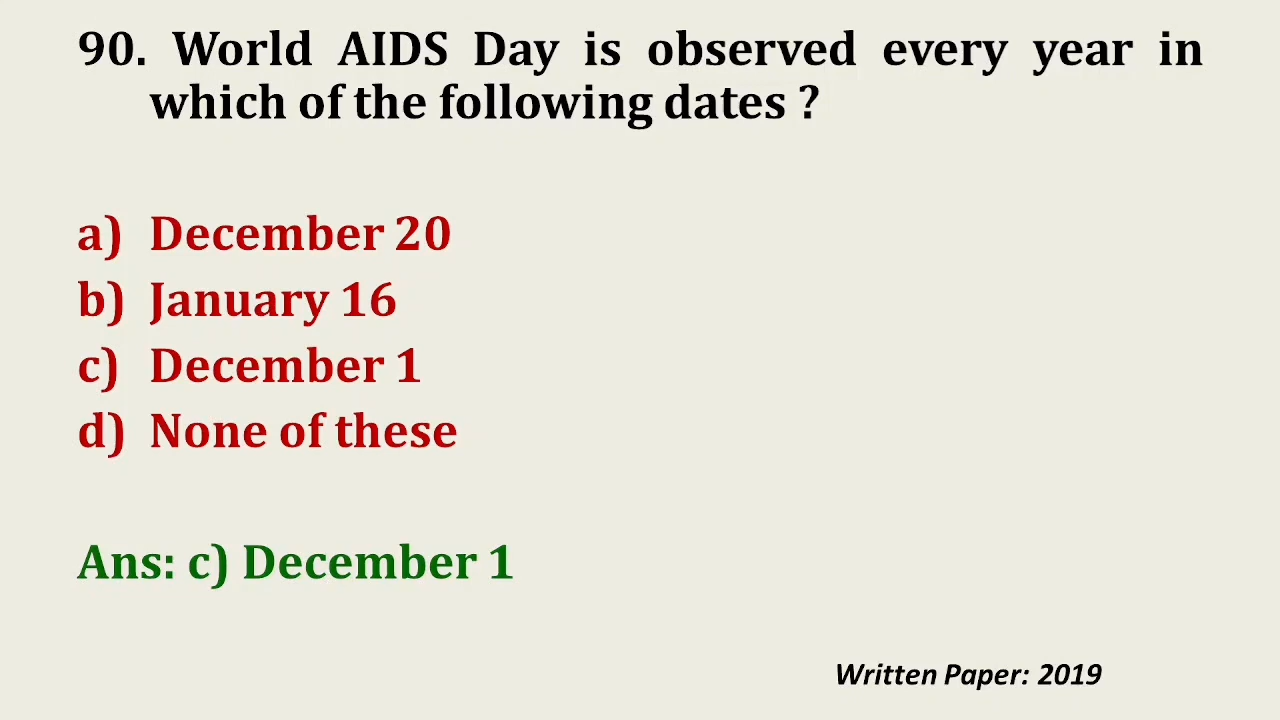 90. World AIDS Day is observed every year in
which of the following dates ?
a) December 20
b) January 16
c) December 1
d) None of these
Ans: c) December 1
Written Paper: 2019